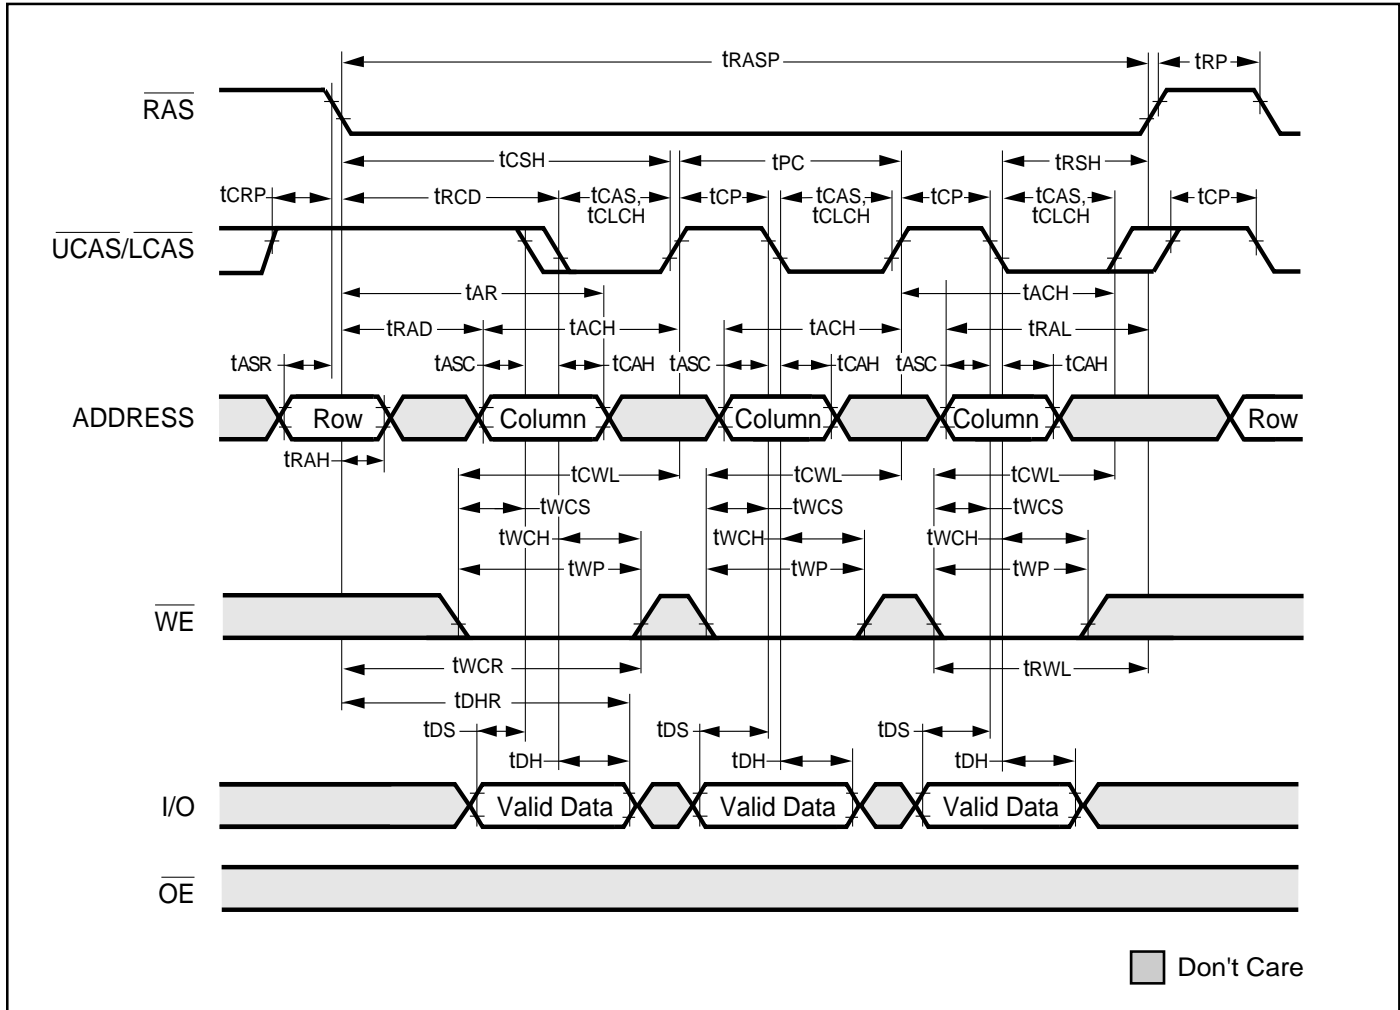 tRASP tRP
RAS
tCSH tPC tRSH
tCRP tRCD tCAS, tCLCH tCP tCAS, tCLCH tCP tCAS, tCLCH tCP
UCAS/LCAS
tAR tACH
tRAD tACH tACH tRAL
tASR tASC tCAH tASC tCAH tASC tCAH
ADDRESS Row Column Column Column Row
tRAH
tCWL tCWL tCWL
tWCS tWCS tWCS
tWCH tWCH tWCH
tWP tWP tWP
WE
tWCR tRWL
tDHR
tDS tDS tDS
tDH tDH tDH
I/O Valid Data Valid Data Valid Data
OE
Don't Care